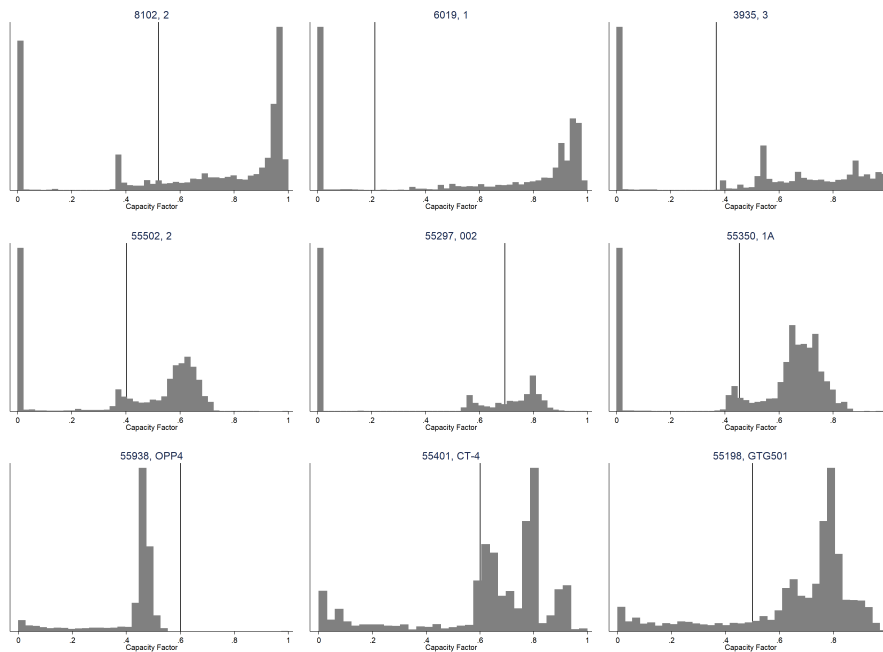 8102, 2
6019, 1
3935, 3
0 .2 .4 .6 .8 1
Capacity Factor
0 .2 .4 .6 .8 1
Capacity Factor
0 .2 .4 .6 .8
Capacity Factor
55502, 2
55297, 002
55350, 1A
0 .2 .4 .6 .8 1
Capacity Factor
0 .2 .4 .6 .8 1
Capacity Factor
0 .2 .4 .6 .8
Capacity Factor
55938, OPP4
55401, CT-4
55198, GTG501
0 .2 .4 .6 .8 1
Capacity Factor
0 .2 .4 .6 .8 1
Capacity Factor
0 .2 .4 .6 .8
Capacity Factor